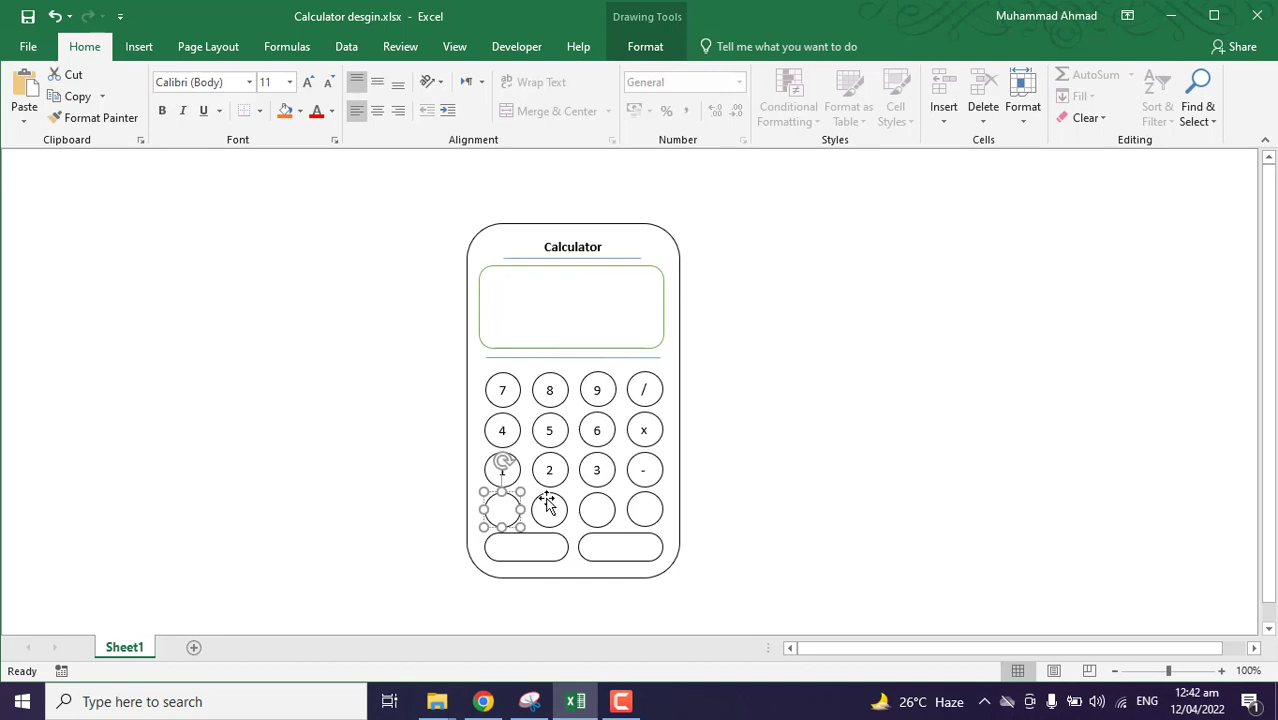 Calculator desgin.xlsx - Excel
Drawing Tools
Muhammad Ahmad
File Home Insert Page Layout Formulas Data Review View Developer Help Format Tell me what you want to do Share
Paste
Cut
Copy
Format Painter
Clipboard
Calibri (Body) 11
B I U
Font
Wrap Text
Merge & Center
Alignment
General
% ,
Number
Conditional Formatting
Format as Table
Cell Styles
Styles
Insert
Delete
Format
Cells
AutoSum
Fill
Clear
Sort & Filter
Find & Select
Editing
Calculator
7 8 9 /
4 5 6 x
1 2 3 -
Sheet1
Ready
100%
Type here to search
26°C Haze
ENG
12:42 am
12/04/2022
1